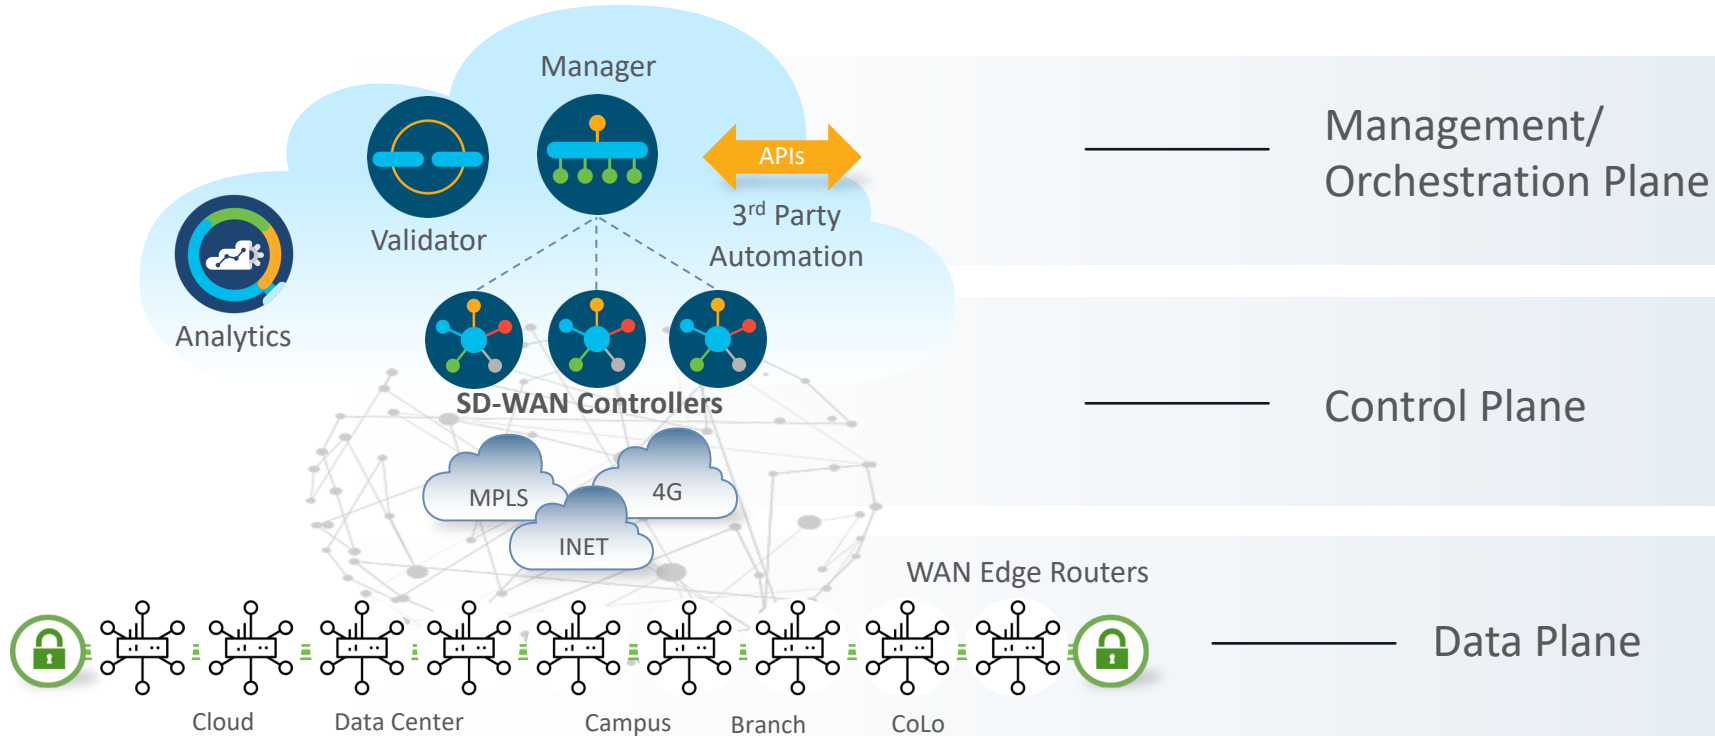 Manager
Validator
APIs
3rd Party
Automation
Analytics
SD-WAN Controllers
MPLS
4G
INET
WAN Edge Routers
Cloud
Data Center
Campus
Branch
CoLo
Management/
Orchestration Plane
Control Plane
Data Plane